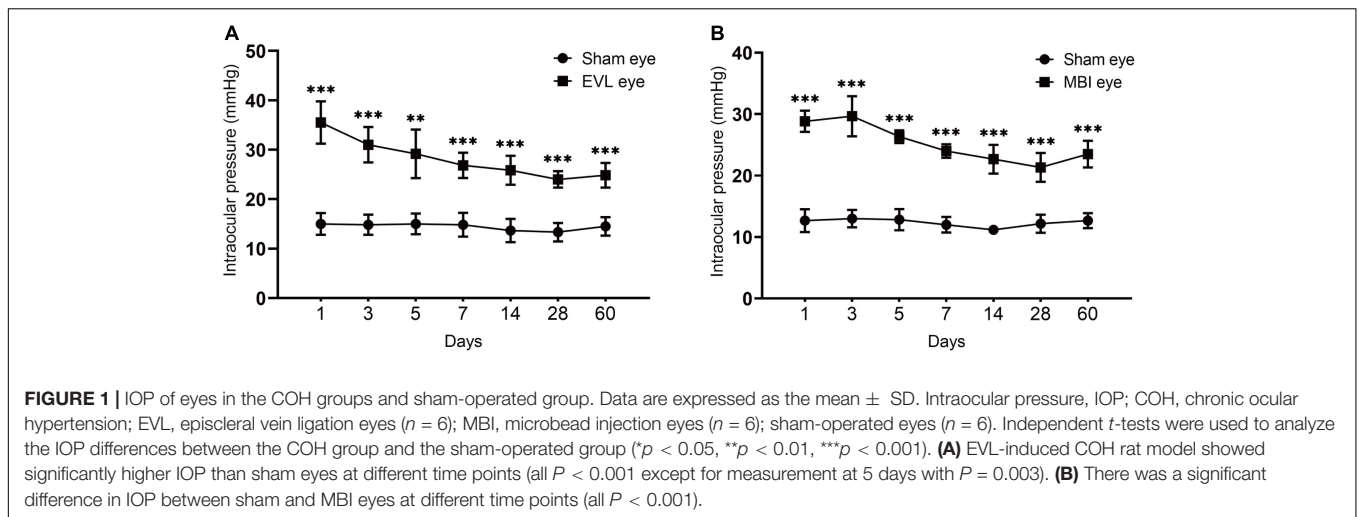 A
50
40
30
20
10
0
Intraocular pressure (mmHg)
Sham eye
EVL eye
*** *** ** *** *** *** ***
1 3 5 7 14 28 60
Days
B
40
30
20
10
0
Intraocular pressure (mmHg)
Sham eye
MBI eye
*** *** *** *** *** *** ***
1 3 5 7 14 28 60
Days
FIGURE 1 | IOP of eyes in the COH groups and sham-operated group. Data are expressed as the mean ± SD. Intraocular pressure, IOP; COH, chronic ocular
hypertension; EVL, episcleral vein ligation eyes (n = 6); MBI, microbead injection eyes (n = 6); sham-operated eyes (n = 6). Independent t-tests were used to analyze
the IOP differences between the COH group and the sham-operated group (*p < 0.05, **p < 0.01, ***p < 0.001). (A) EVL-induced COH rat model showed
significantly higher IOP than sham eyes at different time points (all P < 0.001 except for measurement at 5 days with P = 0.003). (B) There was a significant
difference in IOP between sham and MBI eyes at different time points (all P < 0.001).